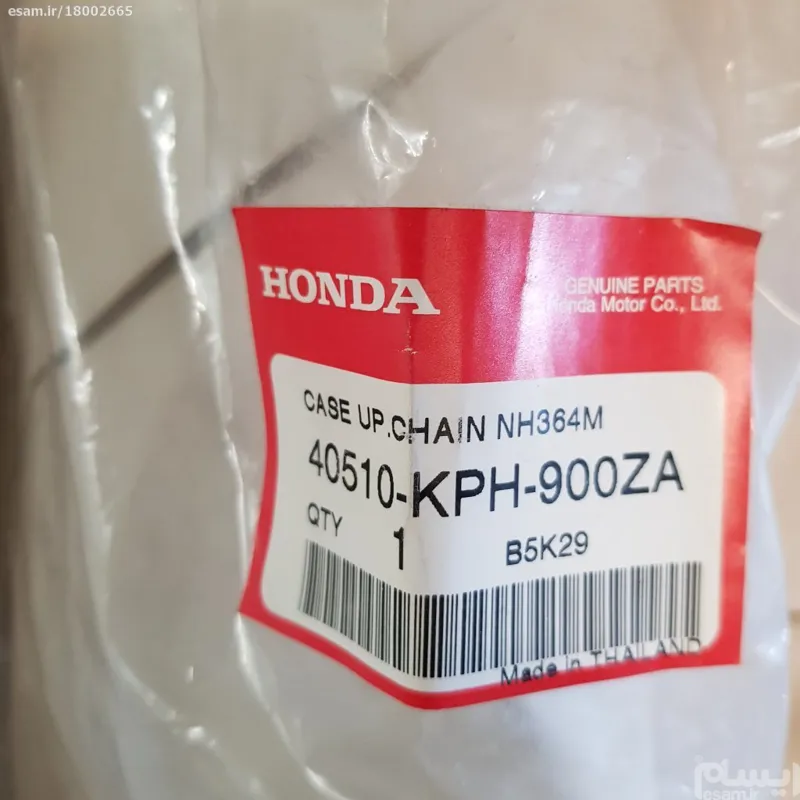 esam.ir/18002665
HONDA
GENUINE PARTS
Honda Motor Co., Ltd.
CASE UP.CHAIN NH364M
40510-KPH-900ZA
QTY 1 B5K29
Made in THAILAND
ایسام
esam.ir